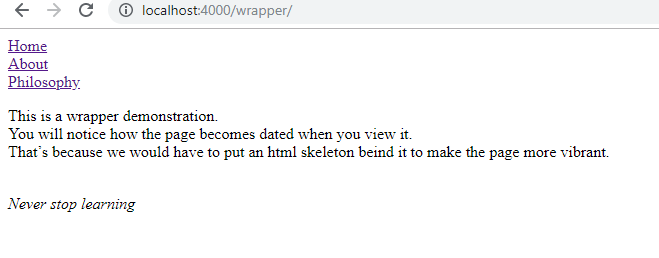 localhost:4000/wrapper/
Home
About
Philosophy
This is a wrapper demonstration.
You will notice how the page becomes dated when you view it.
That’s because we would have to put an html skeleton beind it to make the page more vibrant.
Never stop learning